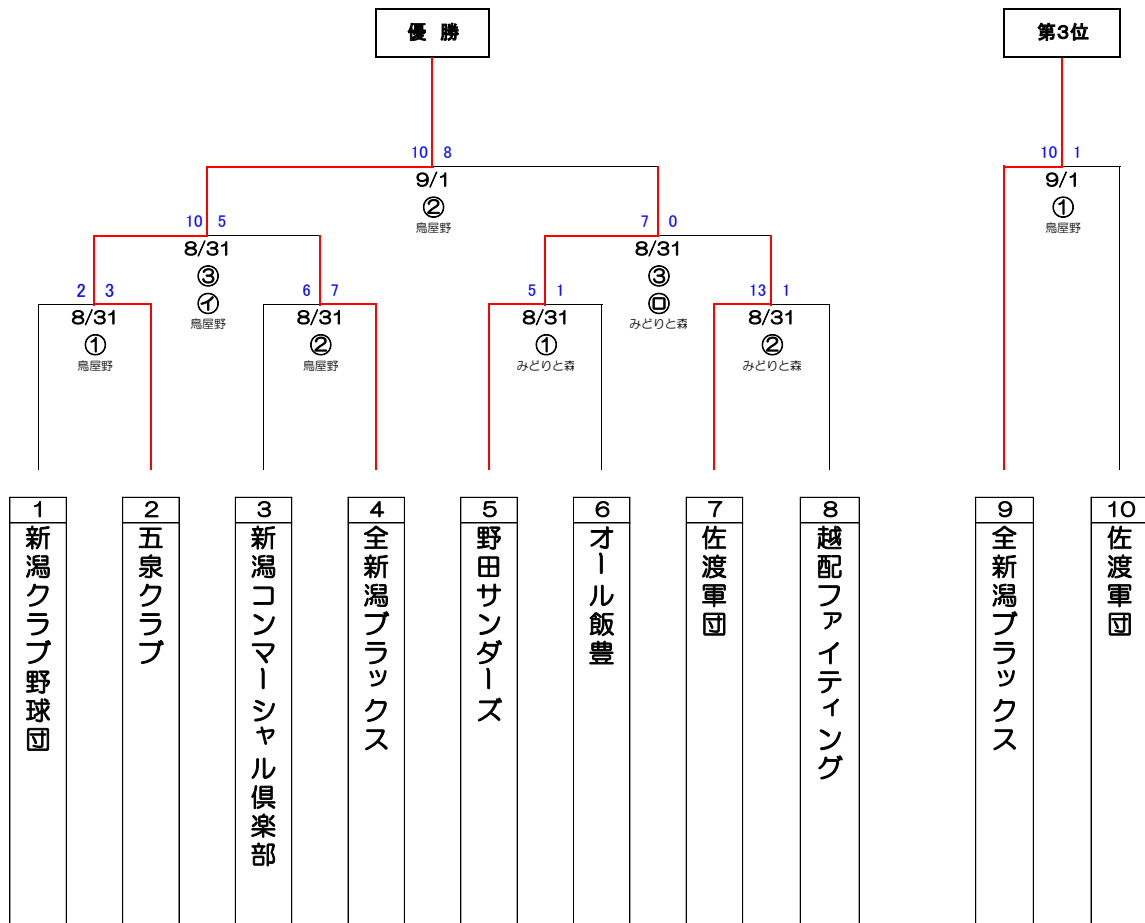 優 勝
第3位
10 8
9/1
②
鳥屋野
10 1
9/1
①
鳥屋野
10 5
8/31
③
㋑
鳥屋野
7 0
8/31
③
㋺
みどりと森
2 3
8/31
①
鳥屋野
6 7
8/31
②
鳥屋野
5 1
8/31
①
みどりと森
13 1
8/31
②
みどりと森
1
新潟クラブ野球団
2
五泉クラブ
3
新潟コンマーシャル倶楽部
4
全新潟ブラックス
5
野田サンダーズ
6
オール飯豊
7
佐渡軍団
8
越配ファイティング
9
全新潟ブラックス
10
佐渡軍団